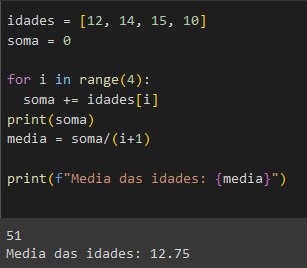 idades = [12, 14, 15, 10]
soma = 0

for i in range(4):
  soma += idades[i]
print(soma)
media = soma/(i+1)

print(f"Media das idades: {media}")

51
Media das idades: 12.75